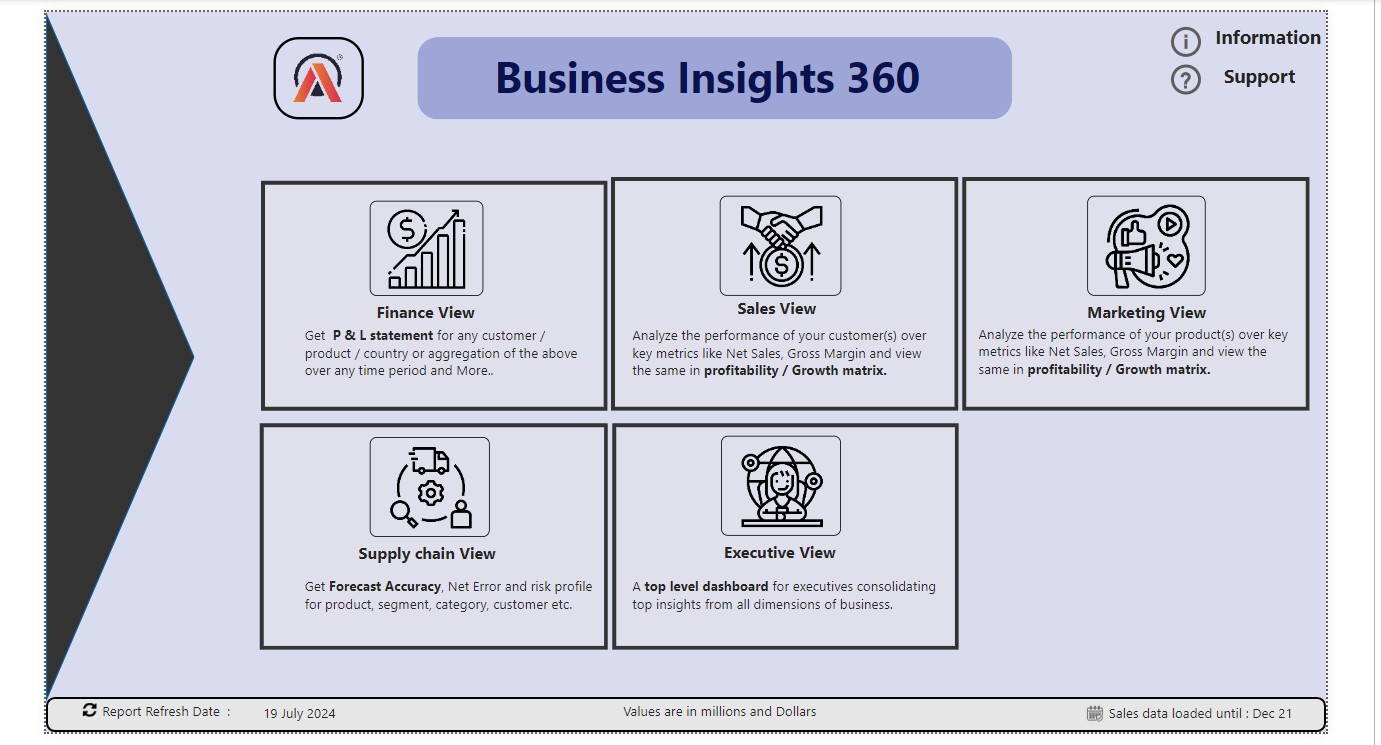 Business Insights 360
Information
Support
Finance View
Get P & L statement for any customer /
product / country or aggregation of the above
over any time period and More..
Sales View
Analyze the performance of your customer(s) over
key metrics like Net Sales, Gross Margin and view
the same in profitability / Growth matrix.
Marketing View
Analyze the performance of your product(s) over key
metrics like Net Sales, Gross Margin and view the
same in profitability / Growth matrix.
Supply chain View
Get Forecast Accuracy, Net Error and risk profile
for product, segment, category, customer etc.
Executive View
A top level dashboard for executives consolidating
top insights from all dimensions of business.
Report Refresh Date : 19 July 2024
Values are in millions and Dollars
Sales data loaded until : Dec 21